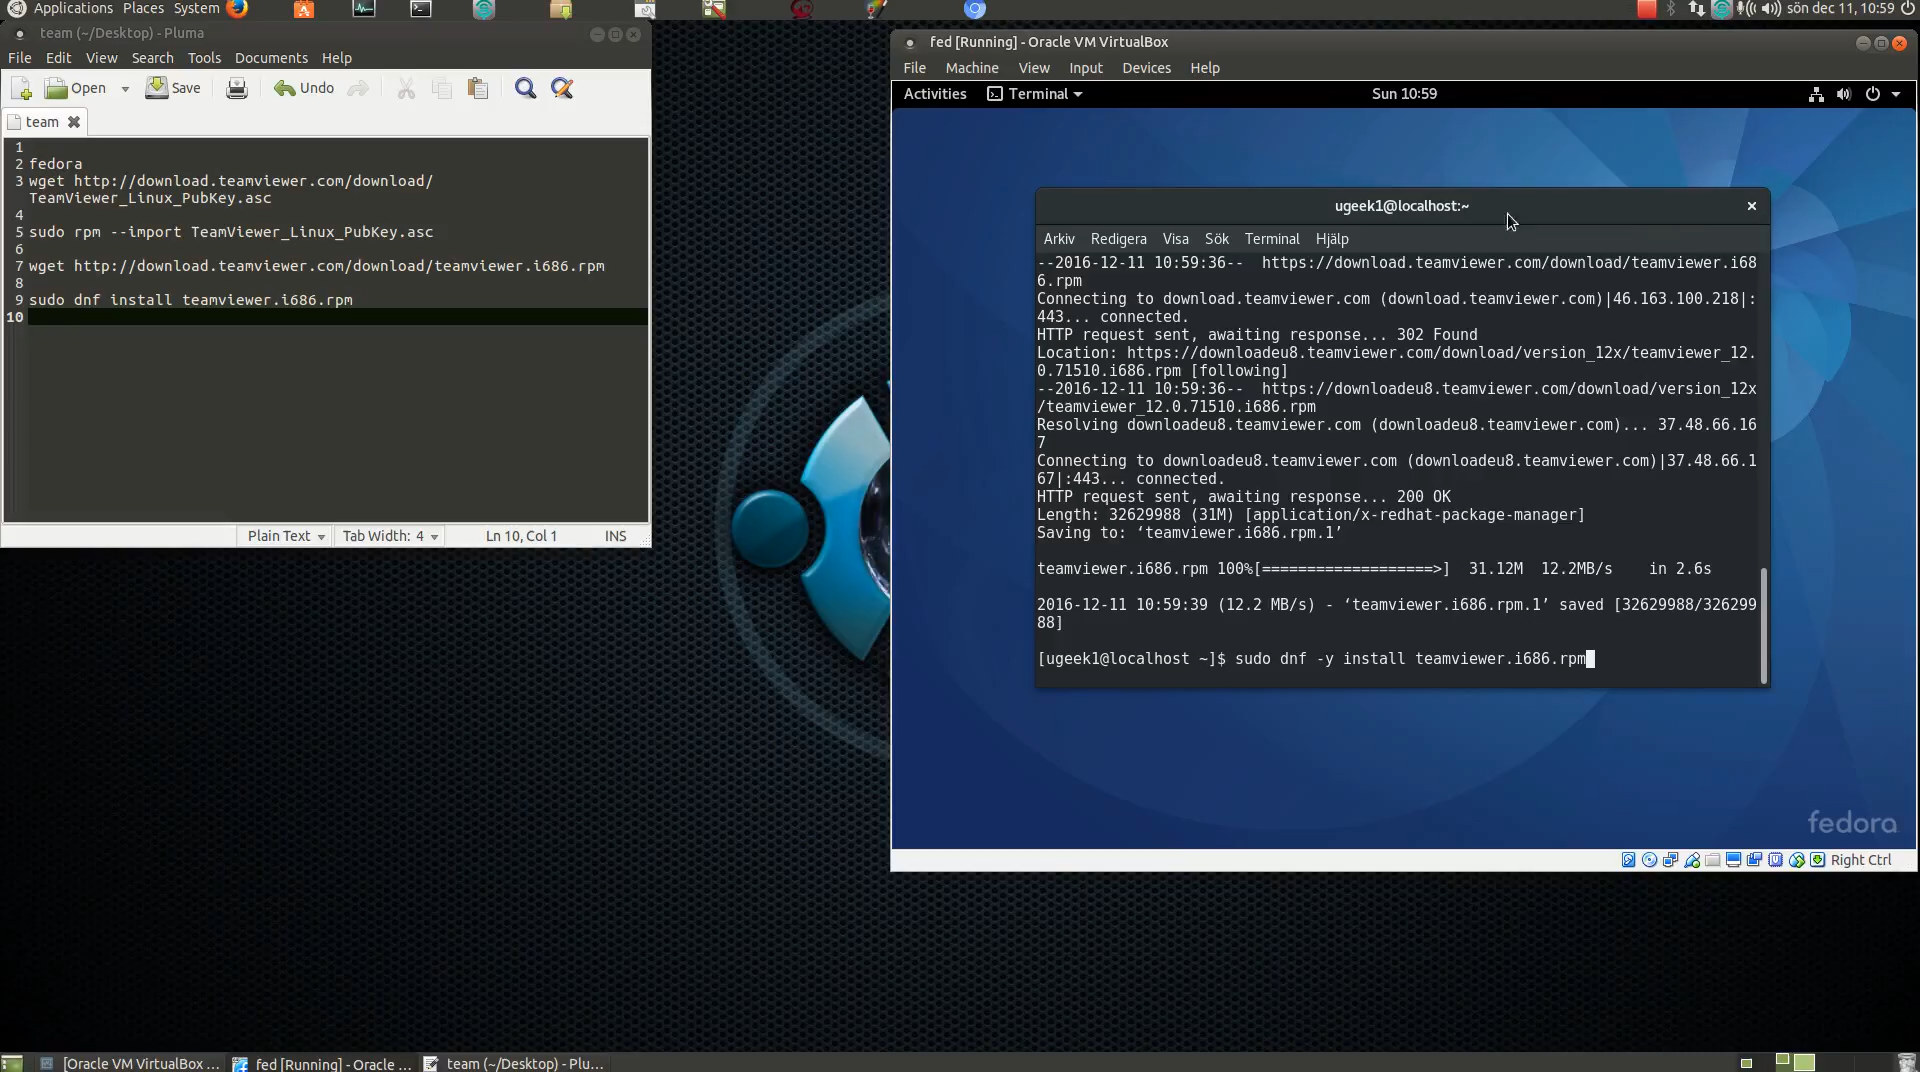 Applications Places System
sön dec 11, 10:59
team (~/Desktop) - Pluma
File Edit View Search Tools Documents Help
Open Save Undo
team
1
2 fedora
3 wget http://download.teamviewer.com/download/
TeamViewer_Linux_PubKey.asc
4
5 sudo rpm --import TeamViewer_Linux_PubKey.asc
6
7 wget http://download.teamviewer.com/download/teamviewer.i686.rpm
8
9 sudo dnf install teamviewer.i686.rpm
10
Plain Text Tab Width: 4 Ln 10, Col 1 INS
fed [Running] - Oracle VM VirtualBox
File Machine View Input Devices Help
Activities Terminal Sun 10:59
ugeek1@localhost:~
Arkiv Redigera Visa Sök Terminal Hjälp
--2016-12-11 10:59:36-- https://download.teamviewer.com/download/teamviewer.i68
6.rpm
Connecting to download.teamviewer.com (download.teamviewer.com)|46.163.100.218|:
443... connected.
HTTP request sent, awaiting response... 302 Found
Location: https://downloadeu8.teamviewer.com/download/version_12x/teamviewer_12.
0.71510.i686.rpm [following]
--2016-12-11 10:59:36-- https://downloadeu8.teamviewer.com/download/version_12x
/teamviewer_12.0.71510.i686.rpm
Resolving downloadeu8.teamviewer.com (downloadeu8.teamviewer.com)... 37.48.66.16
7
Connecting to downloadeu8.teamviewer.com (downloadeu8.teamviewer.com)|37.48.66.1
67|:443... connected.
HTTP request sent, awaiting response... 200 OK
Length: 32629988 (31M) [application/x-redhat-package-manager]
Saving to: ‘teamviewer.i686.rpm.1’
teamviewer.i686.rpm 100%[===================>] 31.12M 12.2MB/s in 2.6s
2016-12-11 10:59:39 (12.2 MB/s) - ‘teamviewer.i686.rpm.1’ saved [32629988/326299
88]
[ugeek1@localhost ~]$ sudo dnf -y install teamviewer.i686.rpm
fedora
Right Ctrl
[Oracle VM VirtualBox ... fed [Running] - Oracle ... team (~/Desktop) - Plu...